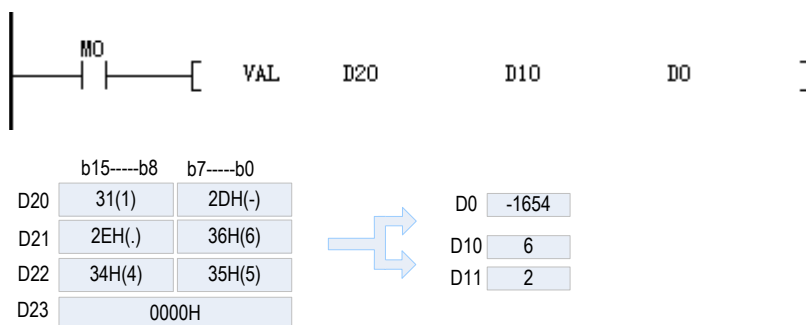 M0
[ VAL D20 D10 D0 ]
b15-----b8 b7-----b0
D20 31(1) 2DH(-) D0 -1654
D21 2EH(.) 36H(6) D10 6
D22 34H(4) 35H(5) D11 2
D23 0000H